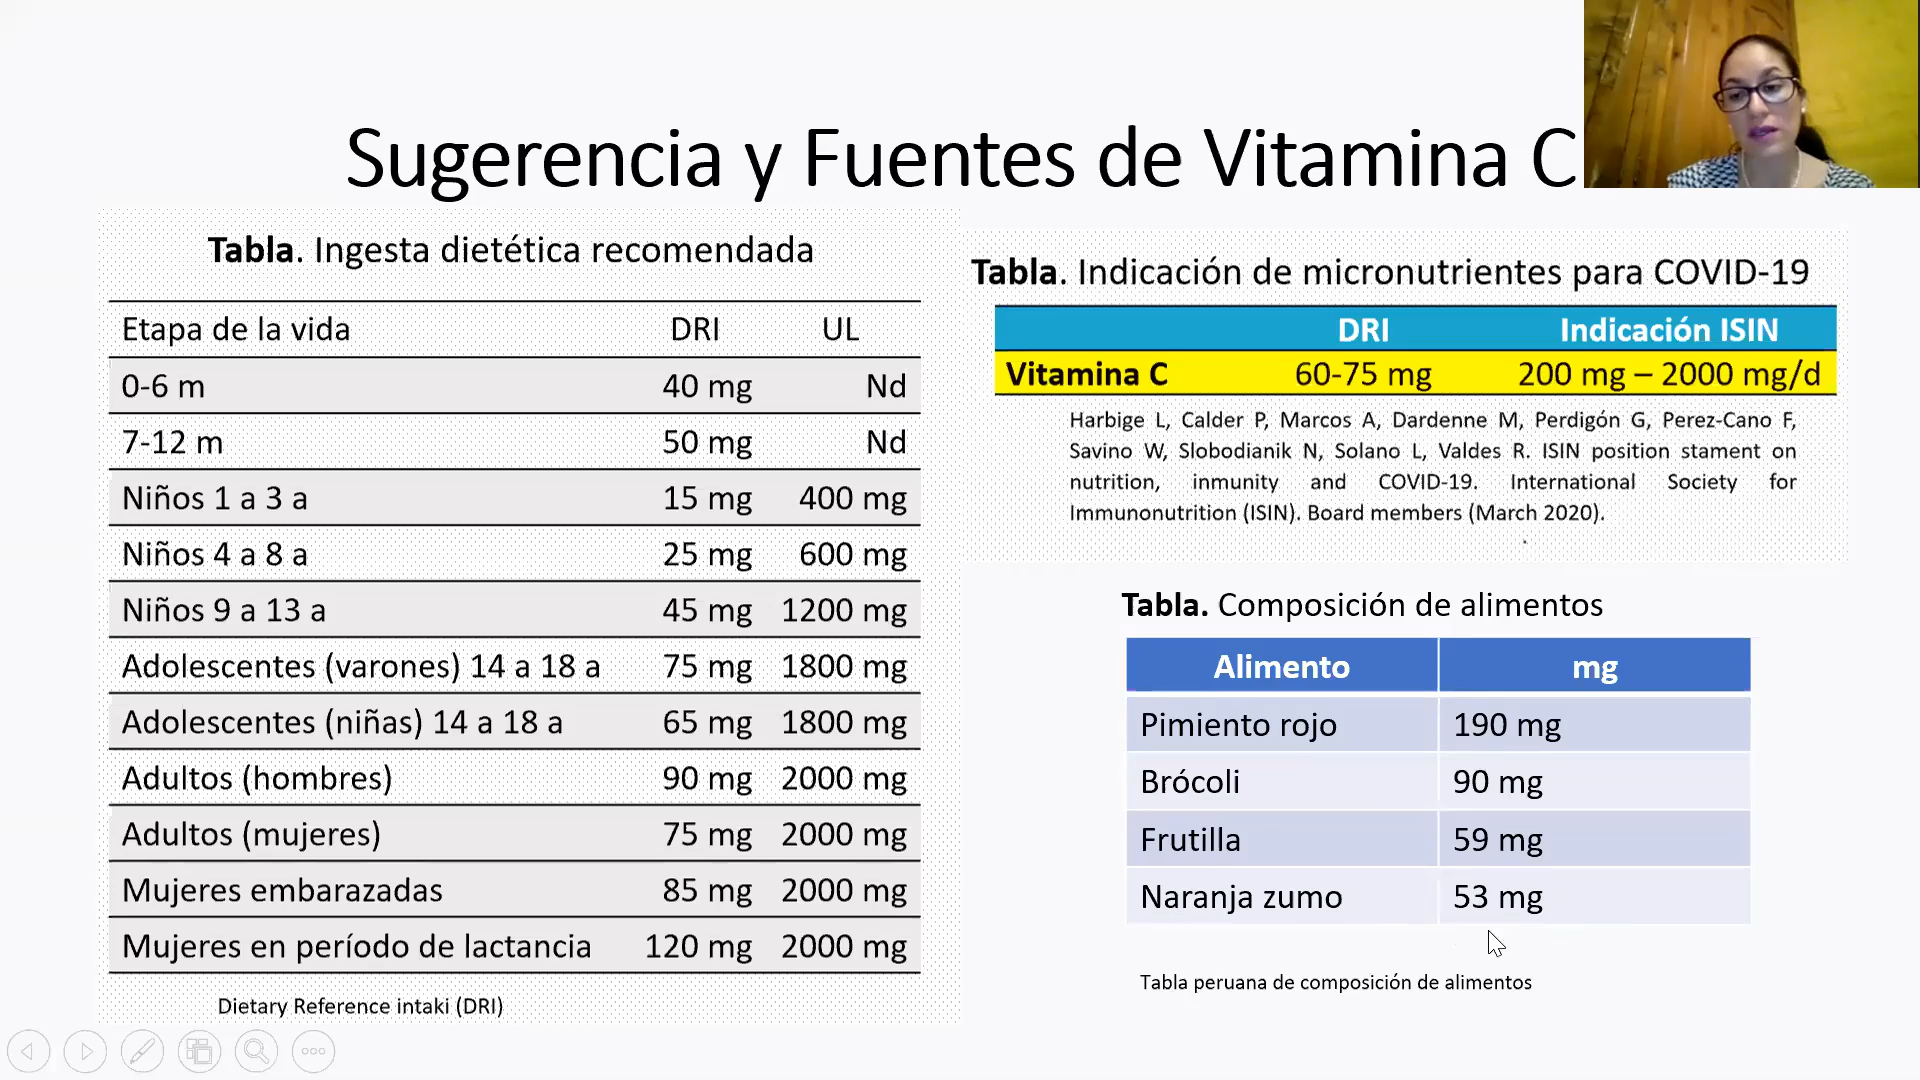 Sugerencia y Fuentes de Vitamina C
Tabla. Ingesta dietética recomendada
Etapa de la vida DRI UL
0-6 m 40 mg Nd
7-12 m 50 mg Nd
Niños 1 a 3 a 15 mg 400 mg
Niños 4 a 8 a 25 mg 600 mg
Niños 9 a 13 a 45 mg 1200 mg
Adolescentes (varones) 14 a 18 a 75 mg 1800 mg
Adolescentes (niñas) 14 a 18 a 65 mg 1800 mg
Adultos (hombres) 90 mg 2000 mg
Adultos (mujeres) 75 mg 2000 mg
Mujeres embarazadas 85 mg 2000 mg
Mujeres en período de lactancia 120 mg 2000 mg
Dietary Reference intaki (DRI)
Tabla. Indicación de micronutrientes para COVID-19
DRI Indicación ISIN
Vitamina C 60-75 mg 200 mg – 2000 mg/d
Harbige L, Calder P, Marcos A, Dardenne M, Perdigón G, Perez-Cano F,
Savino W, Slobodianik N, Solano L, Valdes R. ISIN position stament on
nutrition, inmunity and COVID-19. International Society for
Immunonutrition (ISIN). Board members (March 2020).
.
Tabla. Composición de alimentos
Alimento mg
Pimiento rojo 190 mg
Brócoli 90 mg
Frutilla 59 mg
Naranja zumo 53 mg
Tabla peruana de composición de alimentos